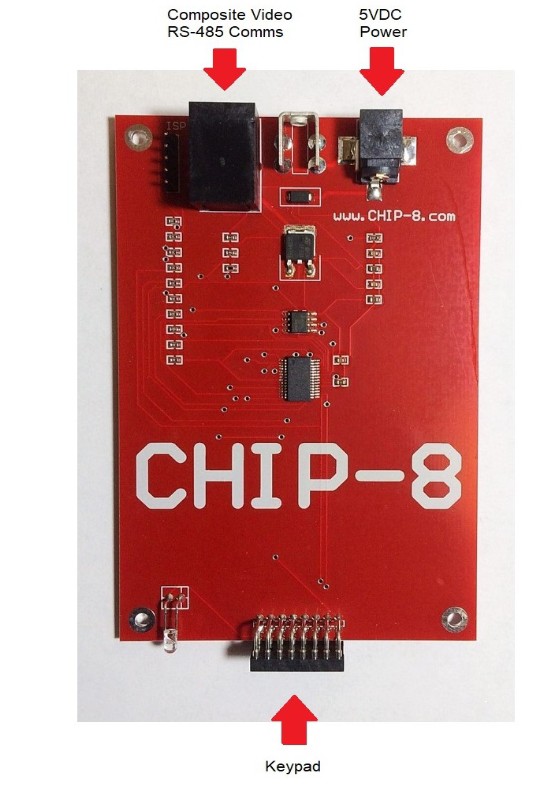 Composite Video
RS-485 Comms
5VDC
Power
ISP
www.CHIP-8.com
CHIP-8
Keypad